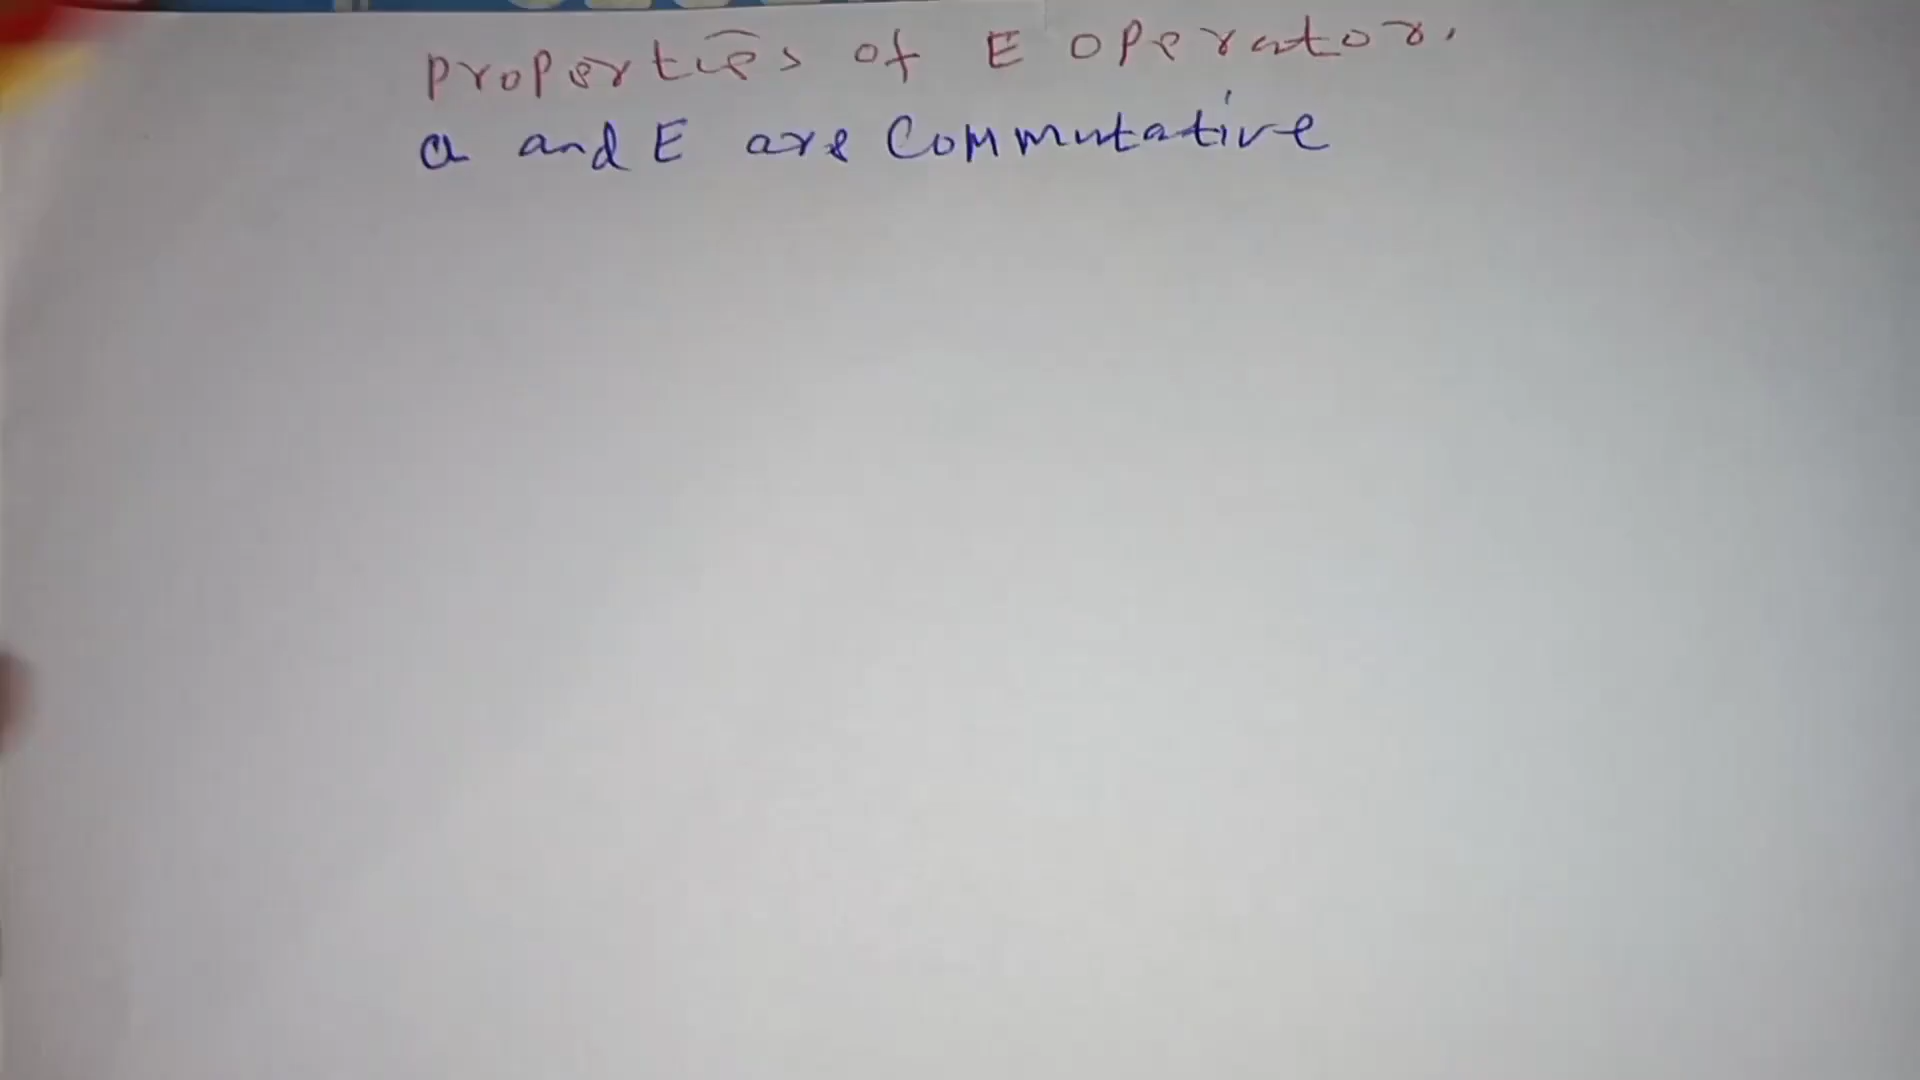 Properties of E operator.
a and E are Commutative